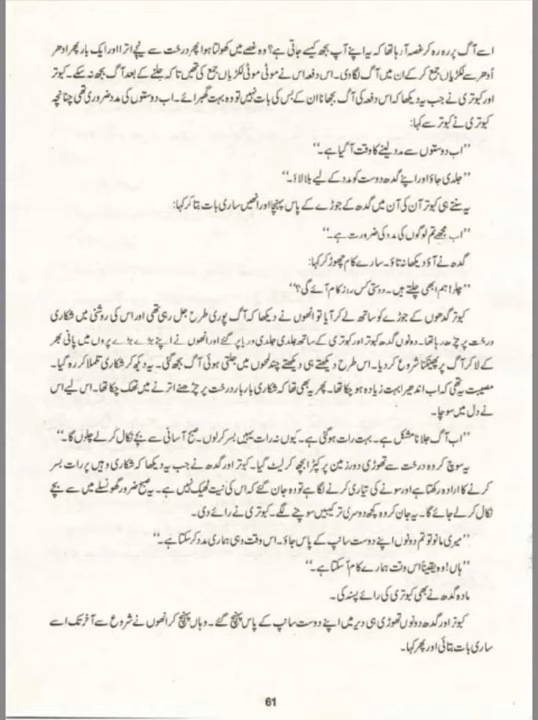 اسے آگ پر رہ رہ کر غصہ آ رہا تھا کہ یہ اپنے آپ بجھ کیسے جاتی ہے؟ وہ غصے میں کھولتا ہوا پھر درخت سے نیچے اترا اور ایک بار پھر ادھر
اُدھر سے لکڑیاں جمع کر کے ان میں آگ لگا دی۔ اس دفعہ اس نے موٹی موٹی لکڑیاں جمع کی تھیں تاکہ جلنے کے بعد آگ بجھ نہ سکے۔ کبوتر
اور کبوتری نے جب یہ دیکھا کہ اس دفعہ کی آگ بجھانا ان کے بس کی بات نہیں تو وہ بہت گھبرائے۔ اب دوستوں کی مدد ضروری تھی چنانچہ
کبوتری نے کبوتر سے کہا:
”اب دوستوں سے مدد لینے کا وقت آ گیا ہے۔“
”جلدی جاؤ اور اپنے گدھ دوست کو مدد کے لیے بلا لاؤ۔“
یہ سنتے ہی کبوتر آن کی آن میں گدھ کے جوڑے کے پاس پہنچا اور انھیں ساری بات بتا کر کہا:
”اب مجھے تم لوگوں کی مدد کی ضرورت ہے۔“
گدھ نے آؤ دیکھا نہ تاؤ۔ سارے کام چھوڑ کر کہا:
”چلو! ہم ابھی چلتے ہیں۔ دوستی کس روز کام آئے گی؟“
کبوتر گدھوں کے جوڑے کو ساتھ لے کر آیا تو انھوں نے دیکھا کہ آگ پوری طرح جل رہی تھی اور اس کی روشنی میں شکاری
درخت پر چڑھ رہا تھا۔ دونوں گدھ کبوتر اور کبوتری کے ساتھ جلدی جلدی دریا پر گئے اور انھوں نے اپنے بڑے بڑے پروں میں پانی بھر
کے لا کر آگ پر پھینکنا شروع کر دیا۔ اس طرح دیکھتے ہی دیکھتے چند لمحوں میں جلتی ہوئی آگ بجھ گئی۔ یہ دیکھ کر شکاری تلملا کر رہ گیا۔
مصیبت یہ تھی کہ اب اندھیرا بہت زیادہ ہو چکا تھا۔ پھر یہ بھی تھا کہ شکاری بار بار درخت پر چڑھنے اترنے میں تھک چکا تھا۔ اس لیے اس
نے دل میں سوچا۔
”اب آگ جلانا مشکل ہے۔ بہت رات ہو گئی ہے۔ کیوں نہ رات یہیں بسر کر لوں۔ صبح آسانی سے بچے نکال کر لے چلوں گا۔“
یہ سوچ کر وہ درخت سے تھوڑی دور زمین پر کپڑا بچھا کر لیٹ گیا۔ کبوتر اور گدھ نے جب یہ دیکھا کہ شکاری وہیں پر رات بسر
کرنے کا ارادہ رکھتا ہے اور سونے کی تیاری کرنے لگا ہے تو وہ جان گئے کہ اس کی نیت ٹھیک نہیں ہے۔ یہ صبح ضرور گھونسلے میں سے بچے
نکال کر لے جائے گا۔ یہ جان کر وہ کچھ دوسری ترکیبیں سوچنے لگے۔ کبوتری نے رائے دی۔
”میری مانو تو تم دونوں اپنے دوست سانپ کے پاس جاؤ۔ اس وقت وہی ہماری مدد کر سکتا ہے۔“
”ہاں! وہ یقیناً اس وقت ہمارے کام آ سکتا ہے۔“
مادہ گدھ نے بھی کبوتری کی رائے پسند کی۔
کبوتر اور گدھ دونوں تھوڑی ہی دیر میں اپنے دوست سانپ کے پاس پہنچ گئے۔ وہاں پہنچ کر انھوں نے شروع سے آخر تک اسے
ساری بات بتائی اور پھر کہا۔
61